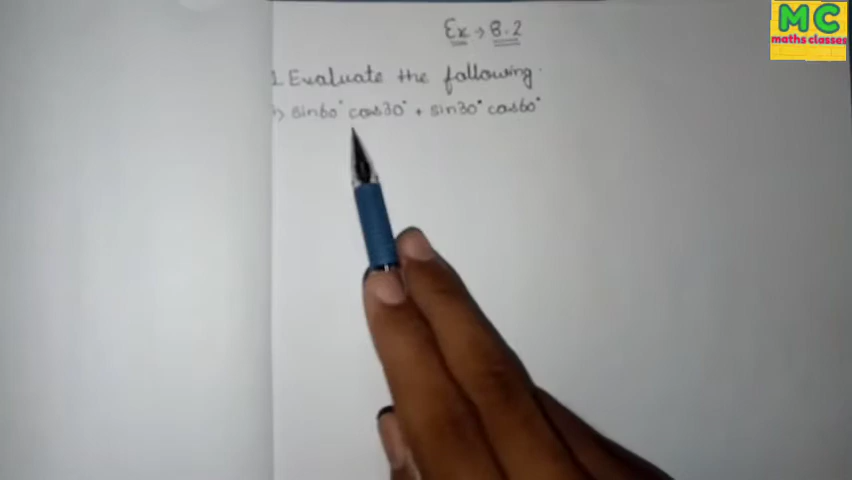 MC
maths classes
Ex → 8.2
1. Evaluate the following.
i) sin60° cos30° + sin30° cos60°